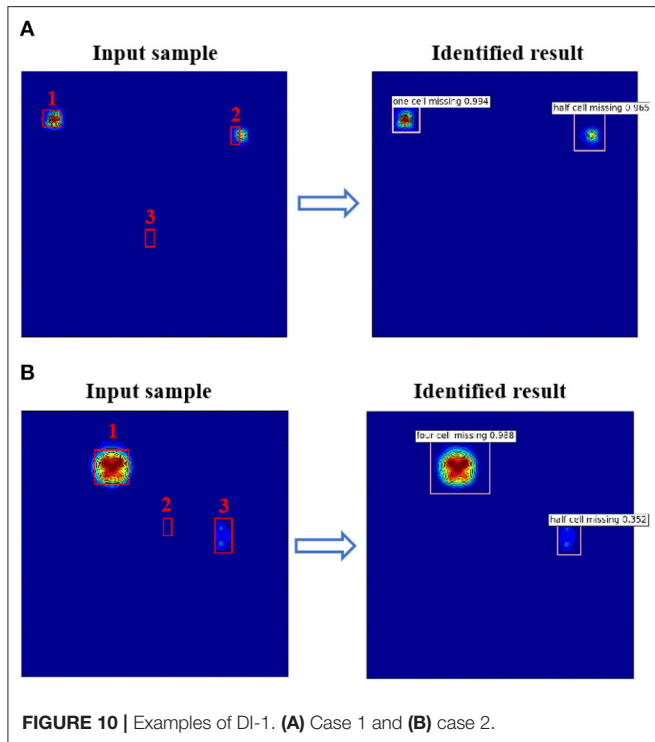 A
Input sample
Identified result
1
2
3
one cell missing 0.994
half cell missing 0.965
B
Input sample
Identified result
1
2
3
four cell missing 0.988
half cell missing 0.352
FIGURE 10 | Examples of DI-1. (A) Case 1 and (B) case 2.